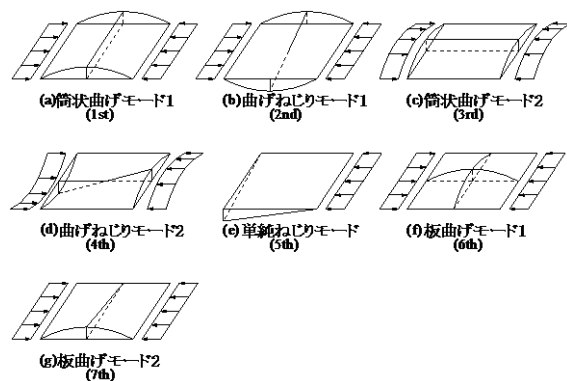 (a)筒状曲げモード1
(1st)
(b)曲げねじりモード1
(2nd)
(c)筒状曲げモード2
(3rd)
(d)曲げねじりモード2
(4th)
(e)単純ねじりモード
(5th)
(f)板曲げモード1
(6th)
(g)板曲げモード2
(7th)